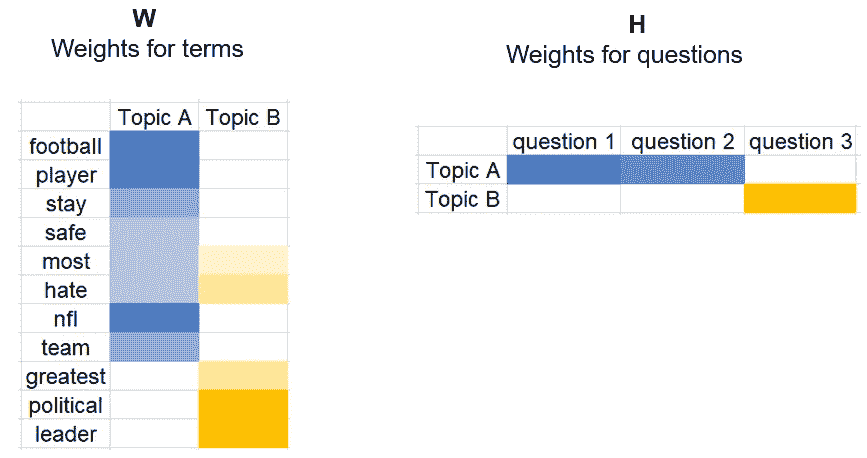 W
Weights for terms
Topic A Topic B
football
player
stay
safe
most
hate
nfl
team
greatest
political
leader
H
Weights for questions
question 1 question 2 question 3
Topic A
Topic B